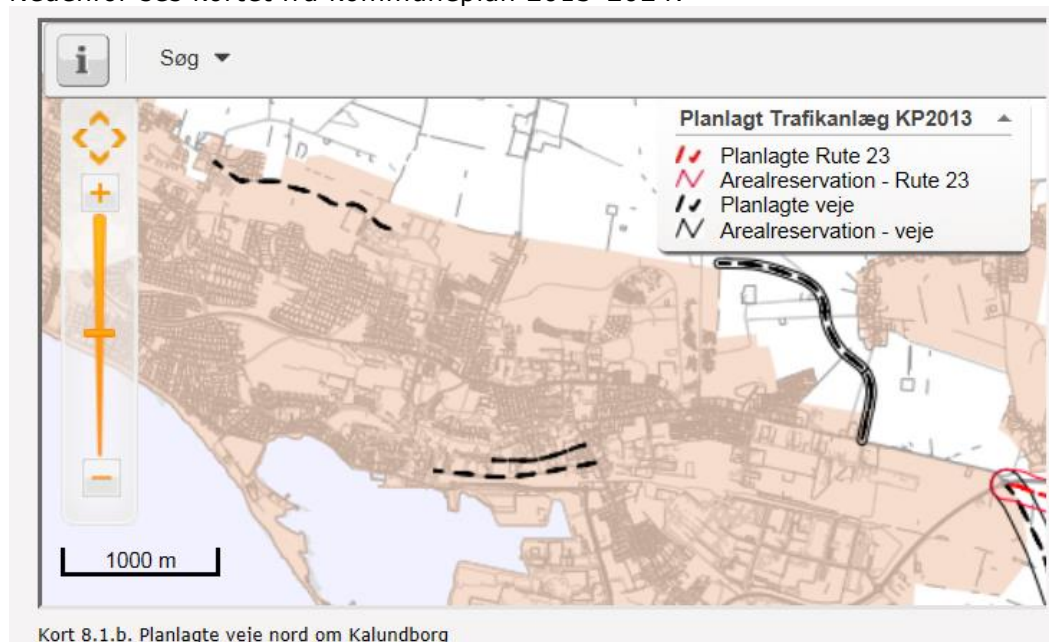 Nedenfor ses kortet fra kommuneplan 2013-2024:
Søg
Planlagt Trafikanlæg KP2013
Planlagte Rute 23
Arealreservation - Rute 23
Planlagte veje
Arealreservation - veje
1000 m
Kort 8.1.b. Planlagte veje nord om Kalundborg